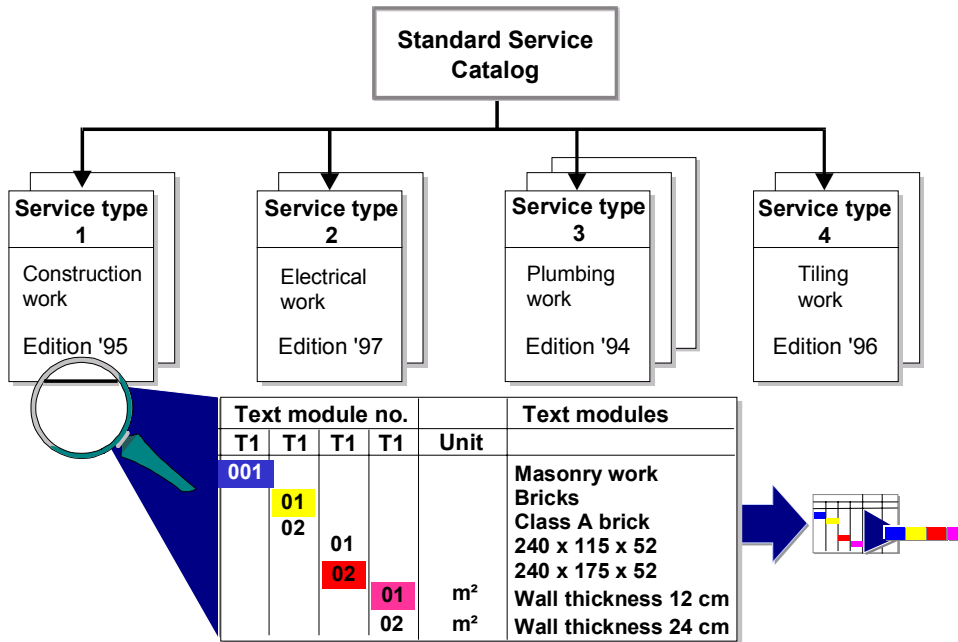 Standard Service
Catalog
Service type
1
Construction
work
Edition '95
Service type
2
Electrical
work
Edition '97
Service type
3
Plumbing
work
Edition '94
Service type
4
Tiling
work
Edition '96
Text module no. Text modules
T1 T1 T1 T1 Unit
001 Masonry work
01 Bricks
02 Class A brick
01 240 x 115 x 52
02 240 x 175 x 52
01 m² Wall thickness 12 cm
02 m² Wall thickness 24 cm